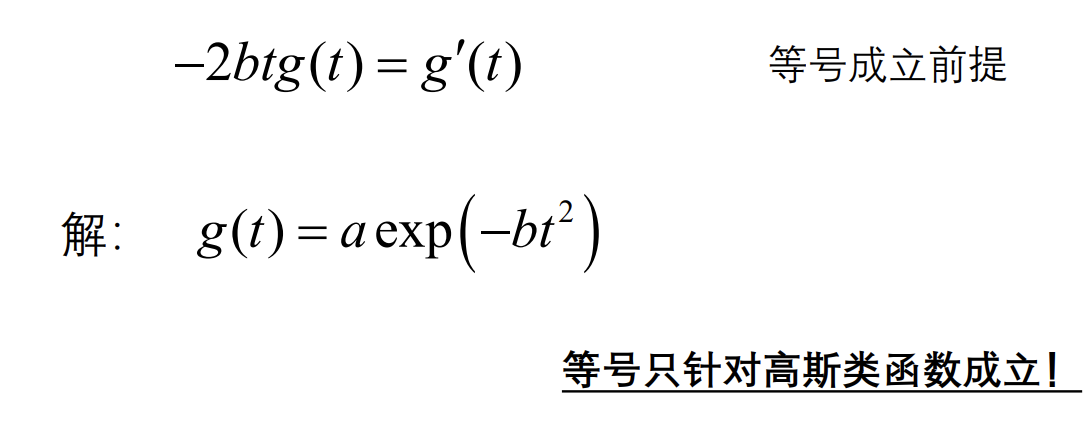 −2btg(t) = g′(t) 等号成立前提
解： g(t) = a exp(−bt²)
等号只针对高斯类函数成立！